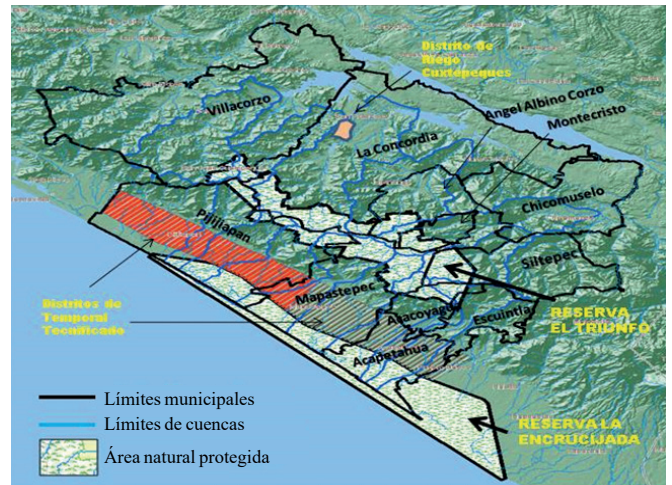 Distrito de
Riego
Cuxtepeques
Angel Albino Corzo
Montecristo
Villacorzo
La Concordia
Chicomuselo
Pijijiapan
Siltepec
Mapastepec
Distritos de
Temporal
Tecnificado
Acacoyagua
Escuintla
RESERVA
EL TRIUNFO
Acapetahua
RESERVA LA
ENCRUCIJADA
Límites municipales
Límites de cuencas
Área natural protegida